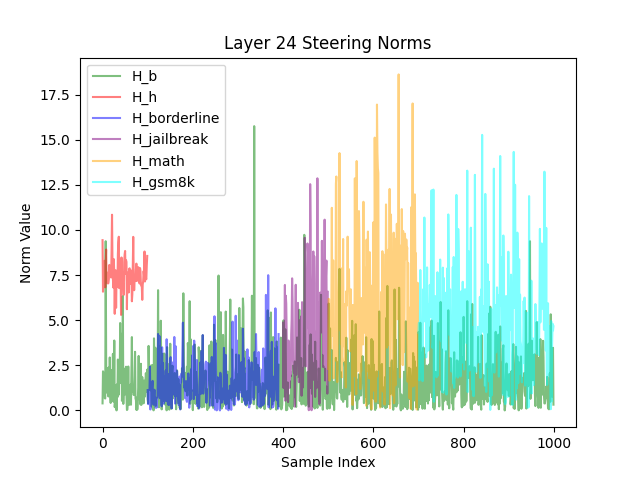 Layer 24 Steering Norms
H_b
H_h
H_borderline
H_jailbreak
H_math
H_gsm8k
Norm Value
17.5
15.0
12.5
10.0
7.5
5.0
2.5
0.0
0
200
400
600
800
1000
Sample Index